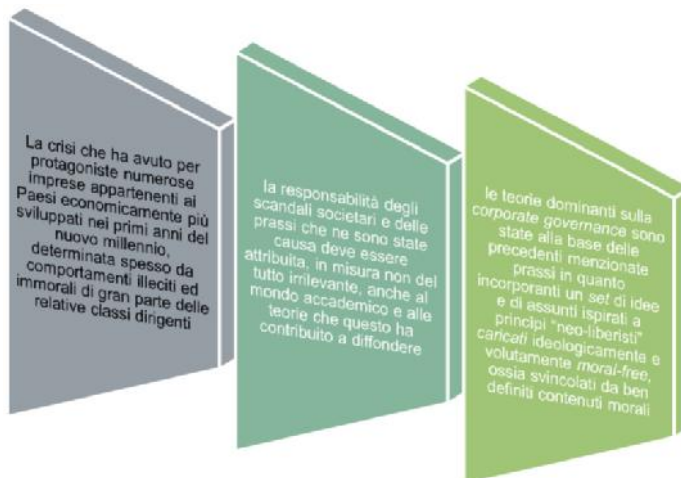 La crisi che ha avuto per
protagoniste numerose
imprese appartenenti ai
Paesi economicamente più
sviluppati nei primi anni del
nuovo millennio,
determinata spesso da
comportamenti illeciti ed
immorali di gran parte delle
relative classi dirigenti
la responsabilità degli
scandali societari e delle
prassi che ne sono state
causa deve essere
attribuita, in misura non del
tutto irrilevante, anche al
mondo accademico e alle
teorie che questo ha
contribuito a diffondere
le teorie dominanti sulla
corporate governance sono
state alla base delle
precedenti menzionate
prassi in quanto
incorporanti un set di idee
e di assunti ispirati a
principi “neo-liberisti”
caricati ideologicamente e
volutamente moral-free,
ossia svincolati da ben
definiti contenuti morali